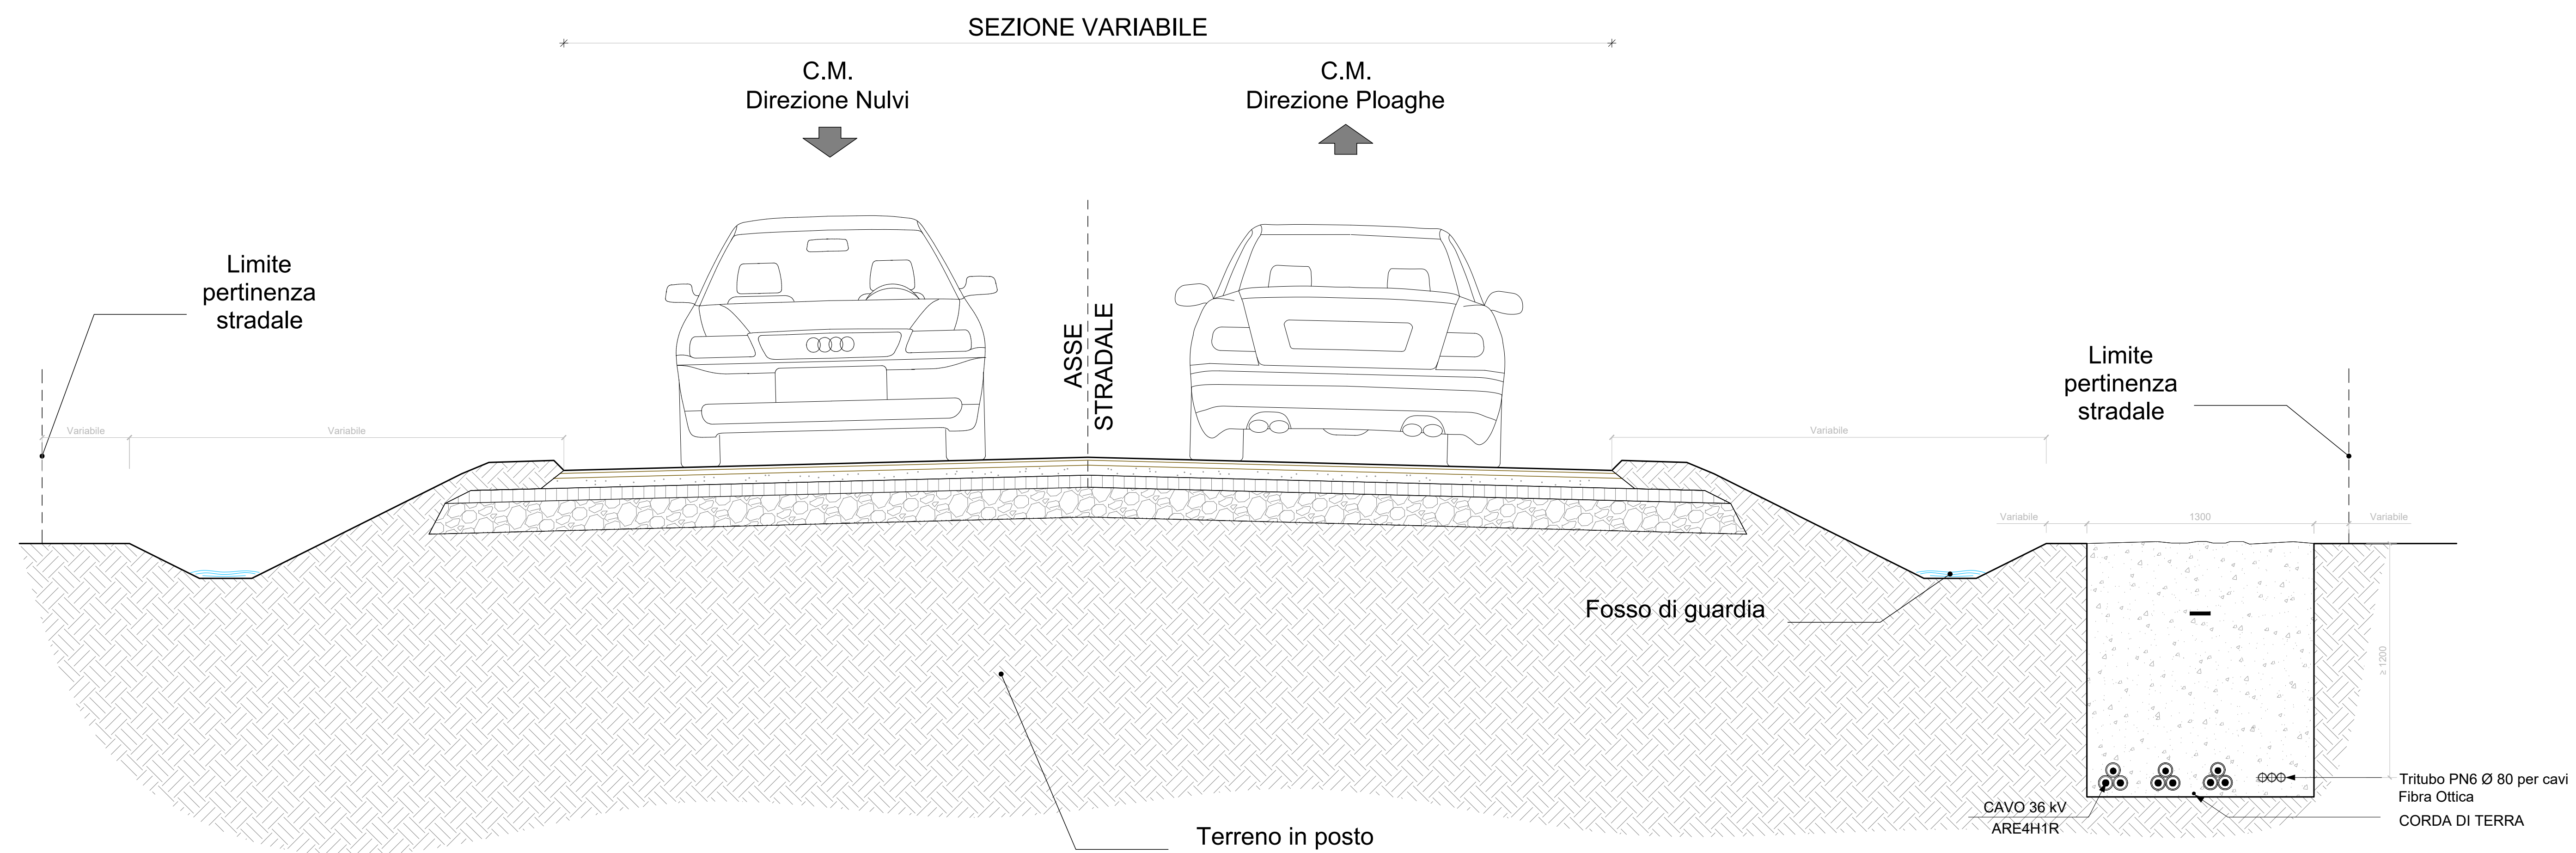 SEZIONE VARIABILE
C.M.
Direzione Nulvi
C.M.
Direzione Ploaghe
Limite
pertinenza
stradale
ASSE
STRADALE
Limite
pertinenza
stradale
Variabile
Variabile
Variabile
Variabile
1300
Variabile
Fosso di guardia
≥ 1200
Tritubo PN6 Ø 80 per cavi
Fibra Ottica
CAVO 36 kV
ARE4H1R
CORDA DI TERRA
Terreno in posto